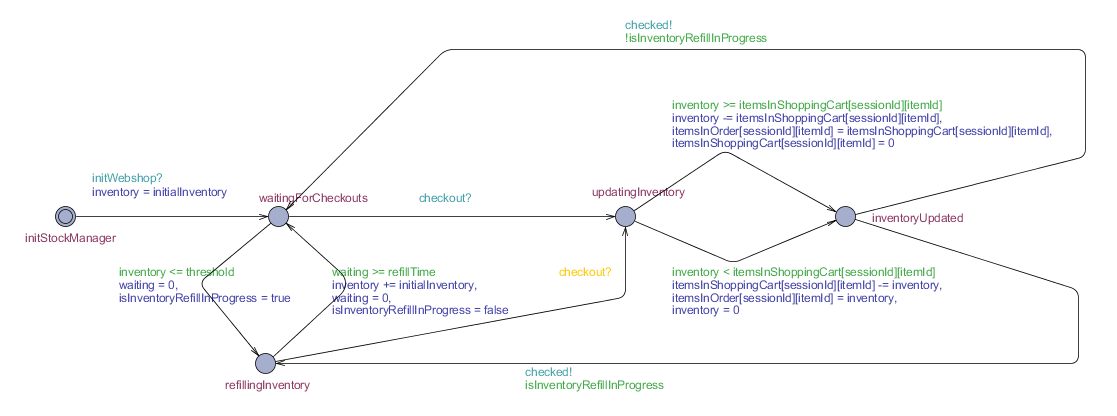 checked!
!isInventoryRefillInProgress
inventory >= itemsInShoppingCart[sessionId][itemId]
inventory -= itemsInShoppingCart[sessionId][itemId],
itemsInOrder[sessionId][itemId] = itemsInShoppingCart[sessionId][itemId],
itemsInShoppingCart[sessionId][itemId] = 0
initWebshop?
inventory = initialInventory
waitingForCheckouts
checkout?
updatingInventory
inventoryUpdated
initStockManager
inventory <= threshold
waiting = 0,
isInventoryRefillInProgress = true
waiting >= refillTime
inventory += initialInventory,
waiting = 0,
isInventoryRefillInProgress = false
checkout?
inventory < itemsInShoppingCart[sessionId][itemId]
itemsInShoppingCart[sessionId][itemId] -= inventory,
itemsInOrder[sessionId][itemId] = inventory,
inventory = 0
refillingInventory
checked!
isInventoryRefillInProgress